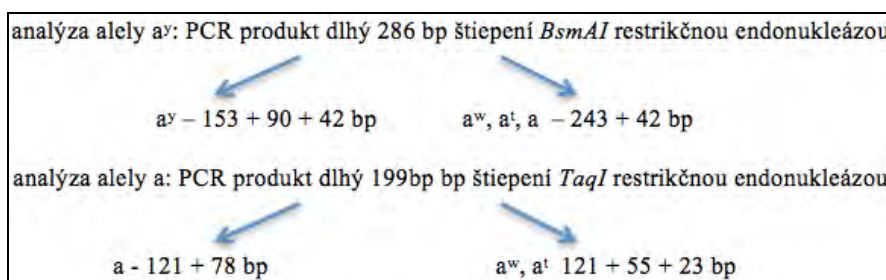 analýza alely aʸ: PCR produkt dlhý 286 bp štiepení BsmAI restrikčnou endonukleázou
aʸ – 153 + 90 + 42 bp aʷ, aᵗ, a – 243 + 42 bp
analýza alely a: PCR produkt dlhý 199bp bp štiepení TaqI restrikčnou endonukleázou
a - 121 + 78 bp aʷ, aᵗ 121 + 55 + 23 bp